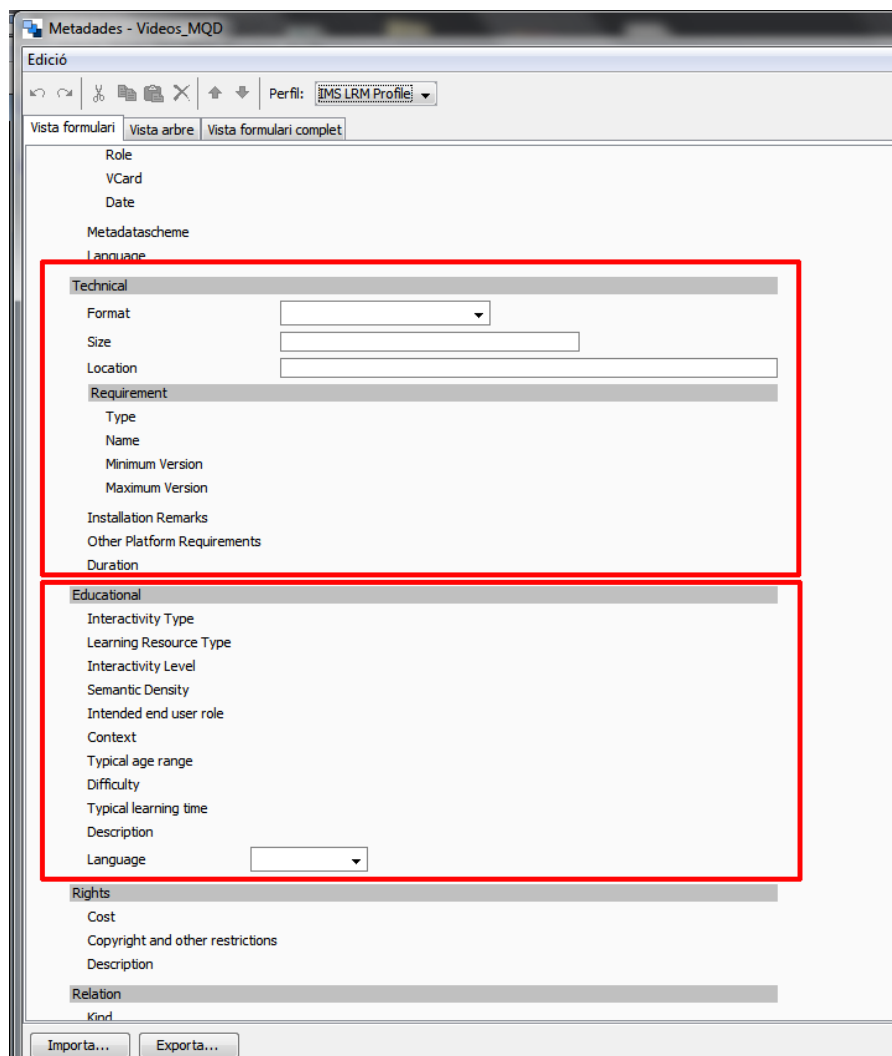 Metadades - Videos_MQD
Edició
Perfil: IMS LRM Profile
Vista formulari Vista arbre Vista formulari complet
Role
VCard
Date
Metadatascheme
Language
Technical
Format
Size
Location
Requirement
Type
Name
Minimum Version
Maximum Version
Installation Remarks
Other Platform Requirements
Duration
Educational
Interactivity Type
Learning Resource Type
Interactivity Level
Semantic Density
Intended end user role
Context
Typical age range
Difficulty
Typical learning time
Description
Language
Rights
Cost
Copyright and other restrictions
Description
Relation
Kind
Importa... Exporta...